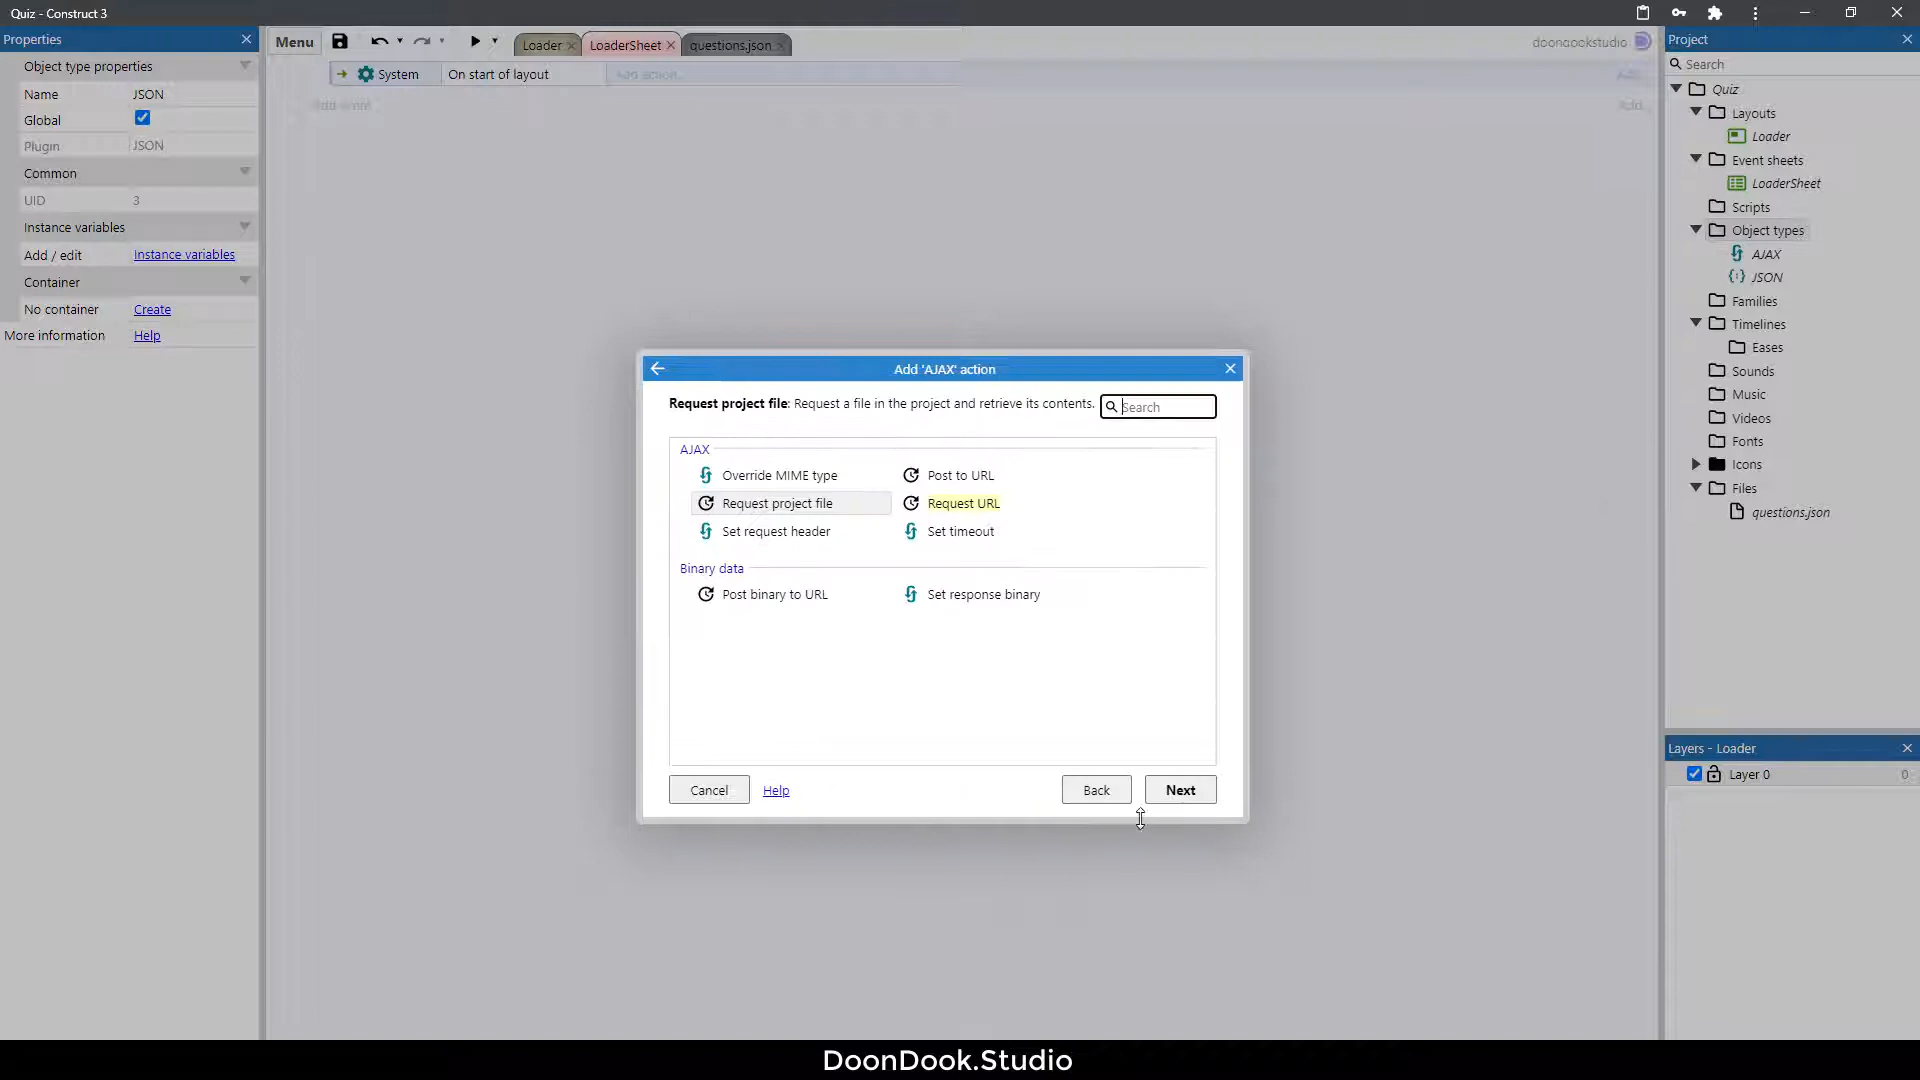 Quiz - Construct 3
Properties
Object type properties
Name JSON
Global
Plugin JSON
Common
UID 3
Instance variables
Add / edit Instance variables
Container
No container Create
More information Help
Menu
Loader
LoaderSheet
questions.json
doondookstudio
System On start of layout Add action...
Add event
Add...
Add...
Add 'AJAX' action
Request project file: Request a file in the project and retrieve its contents.
Search
AJAX
Override MIME type Post to URL
Request project file Request URL
Set request header Set timeout
Binary data
Post binary to URL Set response binary
Cancel Help Back Next
Project
Search
Quiz
Layouts
Loader
Event sheets
LoaderSheet
Scripts
Object types
AJAX
JSON
Families
Timelines
Eases
Sounds
Music
Videos
Fonts
Icons
Files
questions.json
Layers - Loader
Layer 0 0
DoonDook.Studio